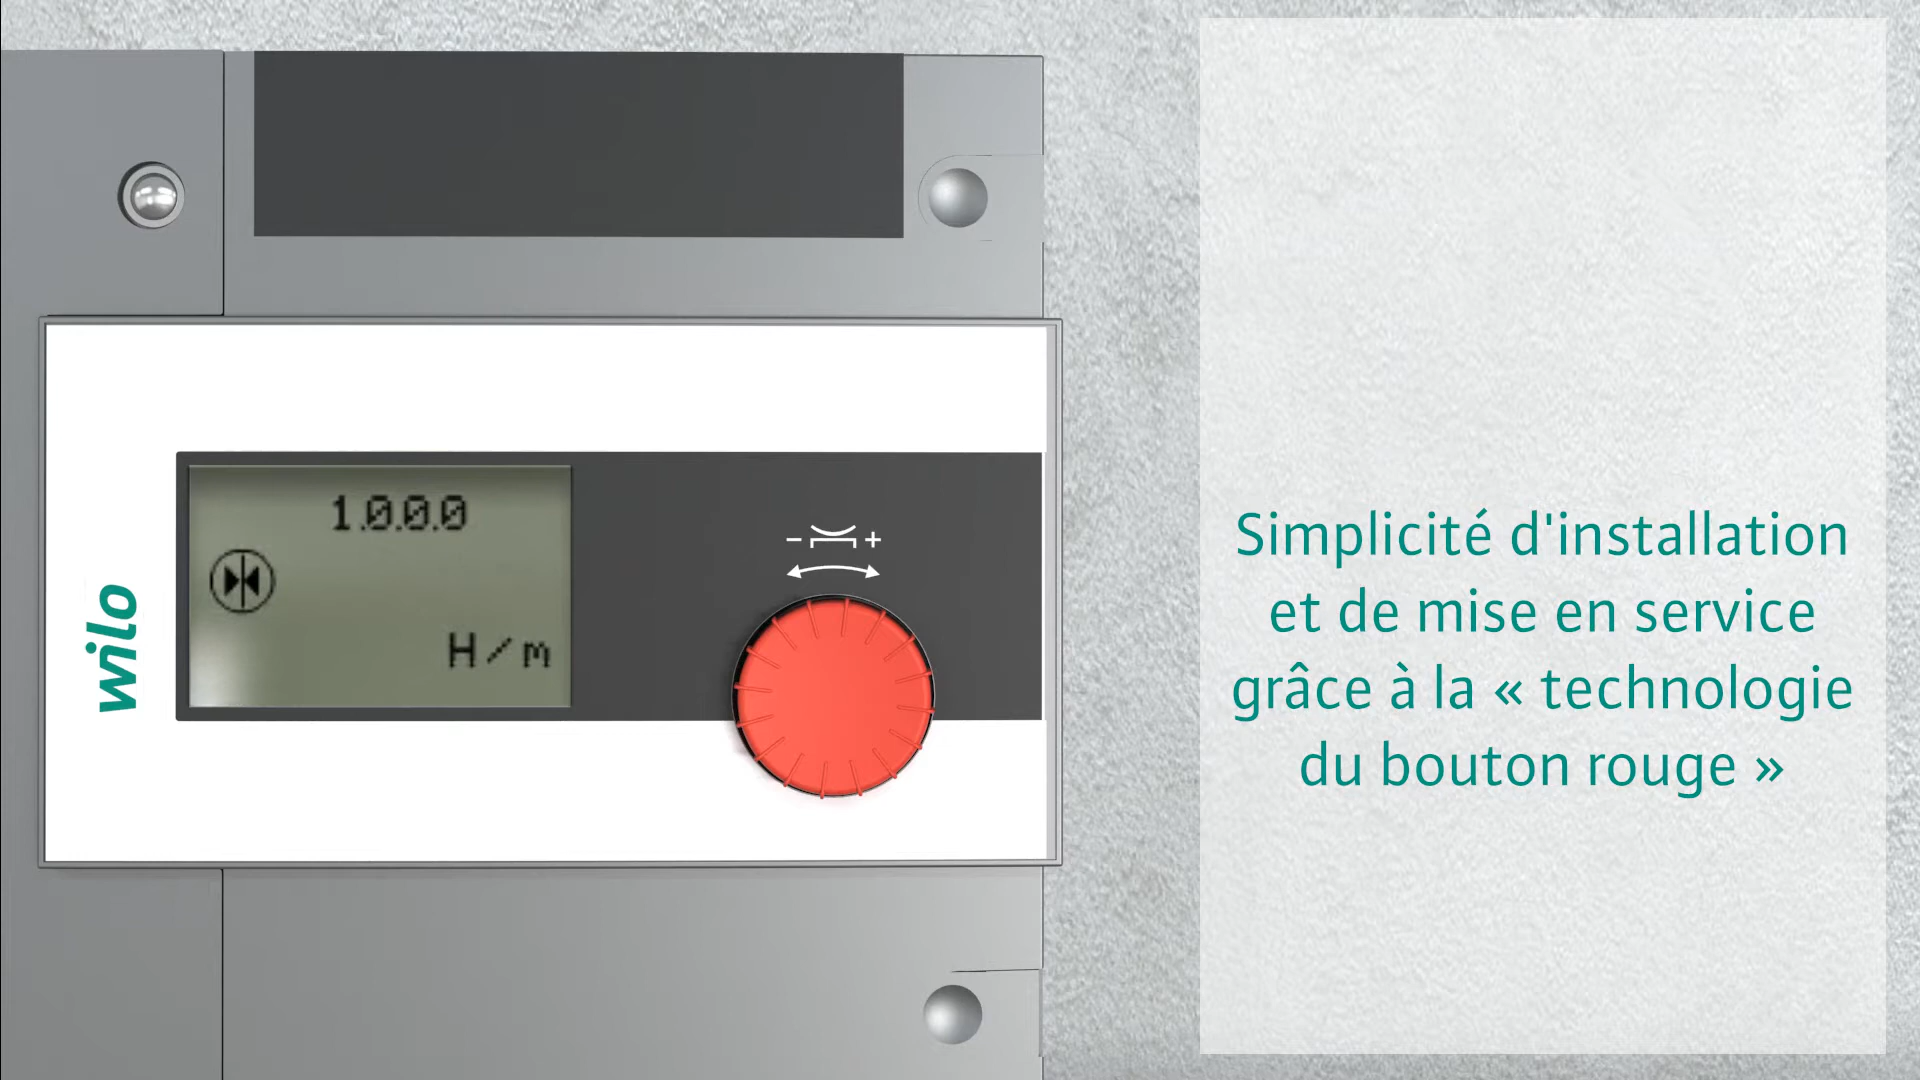 1.0.0.0
H/m
- +
wilo
Simplicité d'installation
et de mise en service
grâce à la « technologie
du bouton rouge »